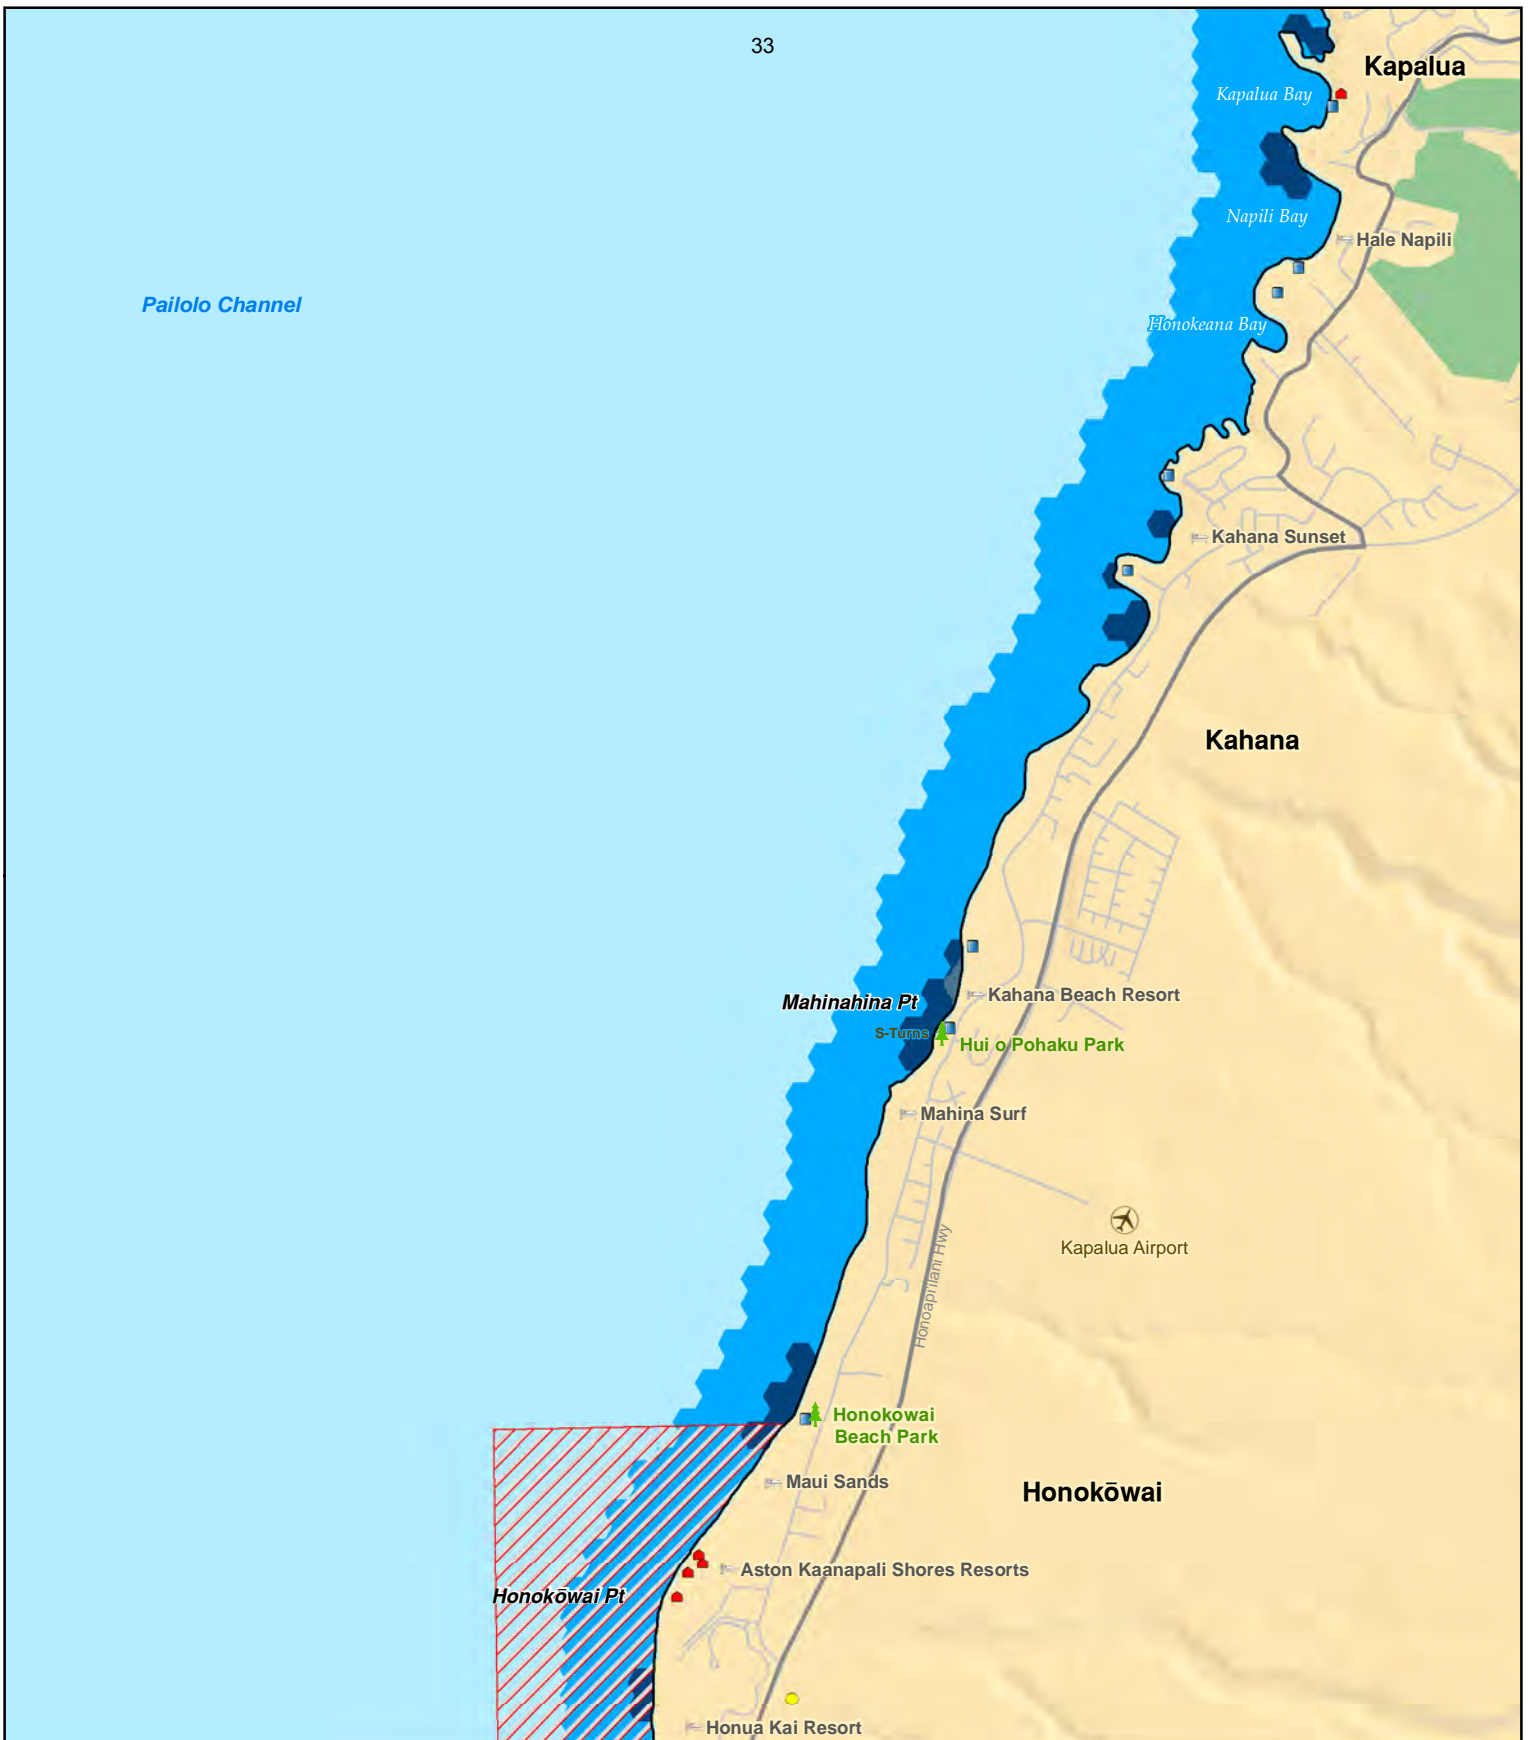 33
Kapalua
Kapalua Bay
Napili Bay
Hale Napili
Pailolo Channel
Honokeana Bay
Kahana Sunset
Kahana
Mahinahina Pt
Kahana Beach Resort
S-Turns
Hui o Pohaku Park
Mahina Surf
Kapalua Airport
Honoapiilani Hwy
Honokowai
Beach Park
Maui Sands
Honokōwai
Aston Kaanapali Shores Resorts
Honokōwai Pt
Honua Kai Resort